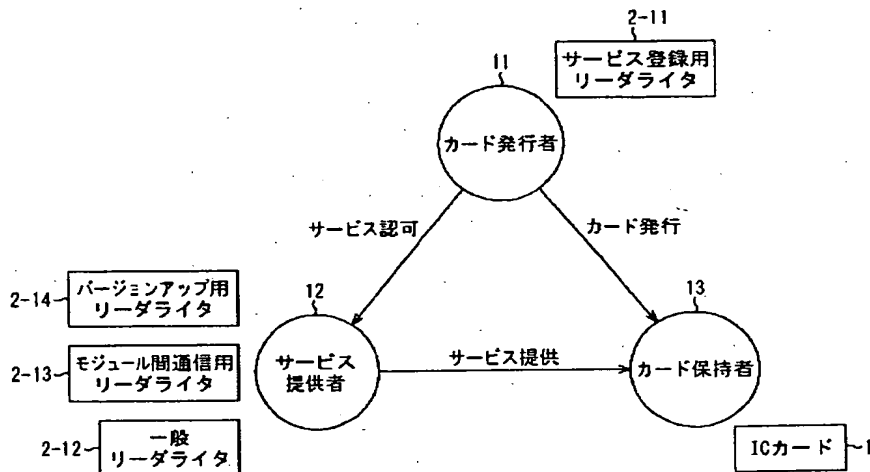 2-11
サービス登録用
リーダライタ
11
カード発行者
サービス認可
カード発行
2-14
バージョンアップ用
リーダライタ
12
13
2-13
モジュール間通信用
リーダライタ
サービス
提供者
サービス提供
カード保持者
2-12
一般
リーダライタ
ICカード
1